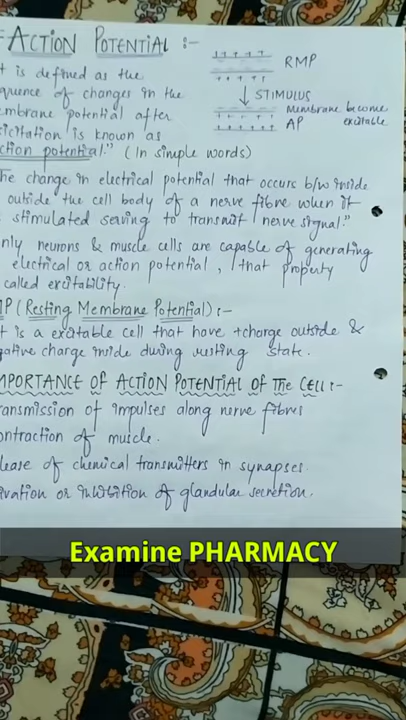 ACTION POTENTIAL :-
RMP
STIMULUS
Membrane become
excitable
AP
t is defined as the
quence of changes in the
mbrane potential after
citation is known as
ction potential." (In simple words)
he change in electrical potential that occurs b/w inside
outside the cell body of a nerve fibre when it
stimulated serving to transmit nerve signal."
nly neurons & muscle cells are capable of generating
electrical or action potential, that property
called excitability.
MP (Resting Membrane Potential) :-
t is a excitable cell that have +charge outside &
gative charge inside during resting state.
MPORTANCE OF ACTION POTENTIAL OF THE CELL :-
ransmission of impulses along nerve fibres
ontraction of muscle.
lease of chemical transmitters in synapses.
ivation or inhibition of glandular secretion.
Examine PHARMACY